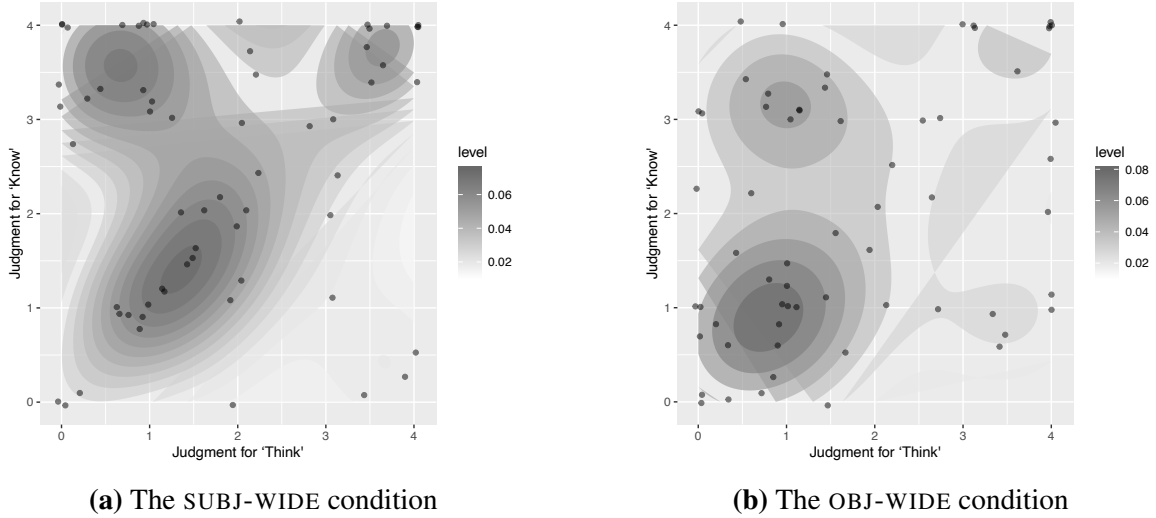 4
3
2
1
0
Judgment for 'Know'
0 1 2 3 4
Judgment for 'Think'
level
0.06
0.04
0.02
(a) The SUBJ-WIDE condition
4
3
2
1
0
Judgment for 'Know'
0 1 2 3 4
Judgment for 'Think'
level
0.08
0.06
0.04
0.02
(b) The OBJ-WIDE condition